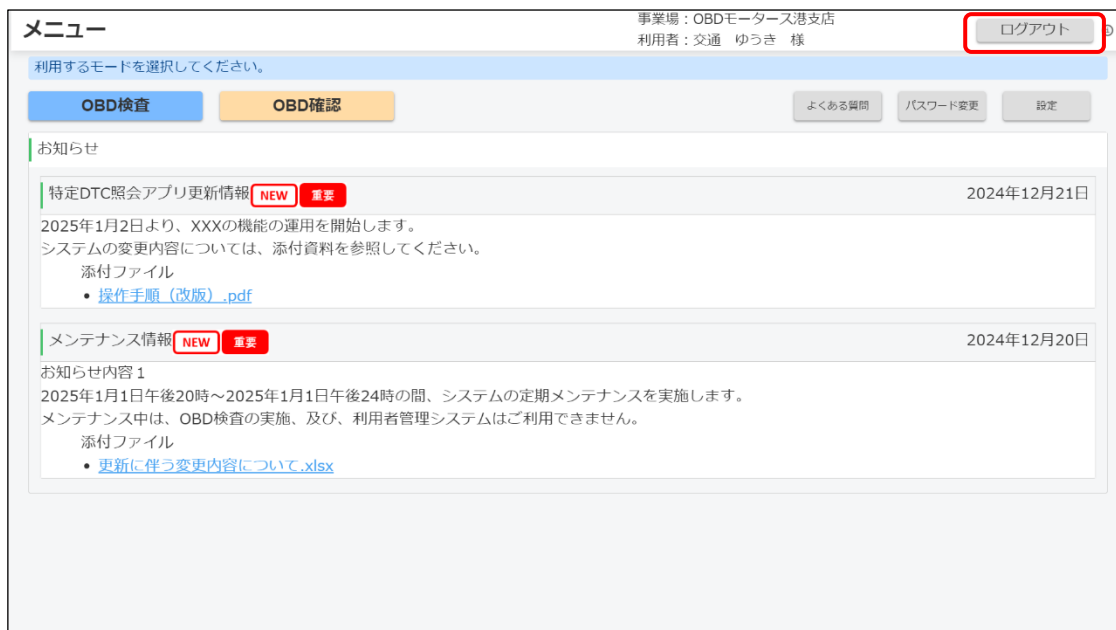 メニュー
事業場：OBDモータース港支店
利用者：交通　ゆうき　様
ログアウト
利用するモードを選択してください。
OBD検査
OBD確認
よくある質問
パスワード変更
設定
お知らせ
特定DTC照会アプリ更新情報 NEW 重要 2024年12月21日
2025年1月2日より、XXXの機能の運用を開始します。
システムの変更内容については、添付資料を参照してください。
添付ファイル
• 操作手順（改版）.pdf
メンテナンス情報 NEW 重要 2024年12月20日
お知らせ内容１
2025年1月1日午後20時～2025年1月1日午後24時の間、システムの定期メンテナンスを実施します。
メンテナンス中は、OBD検査の実施、及び、利用者管理システムはご利用できません。
添付ファイル
• 更新に伴う変更内容について.xlsx